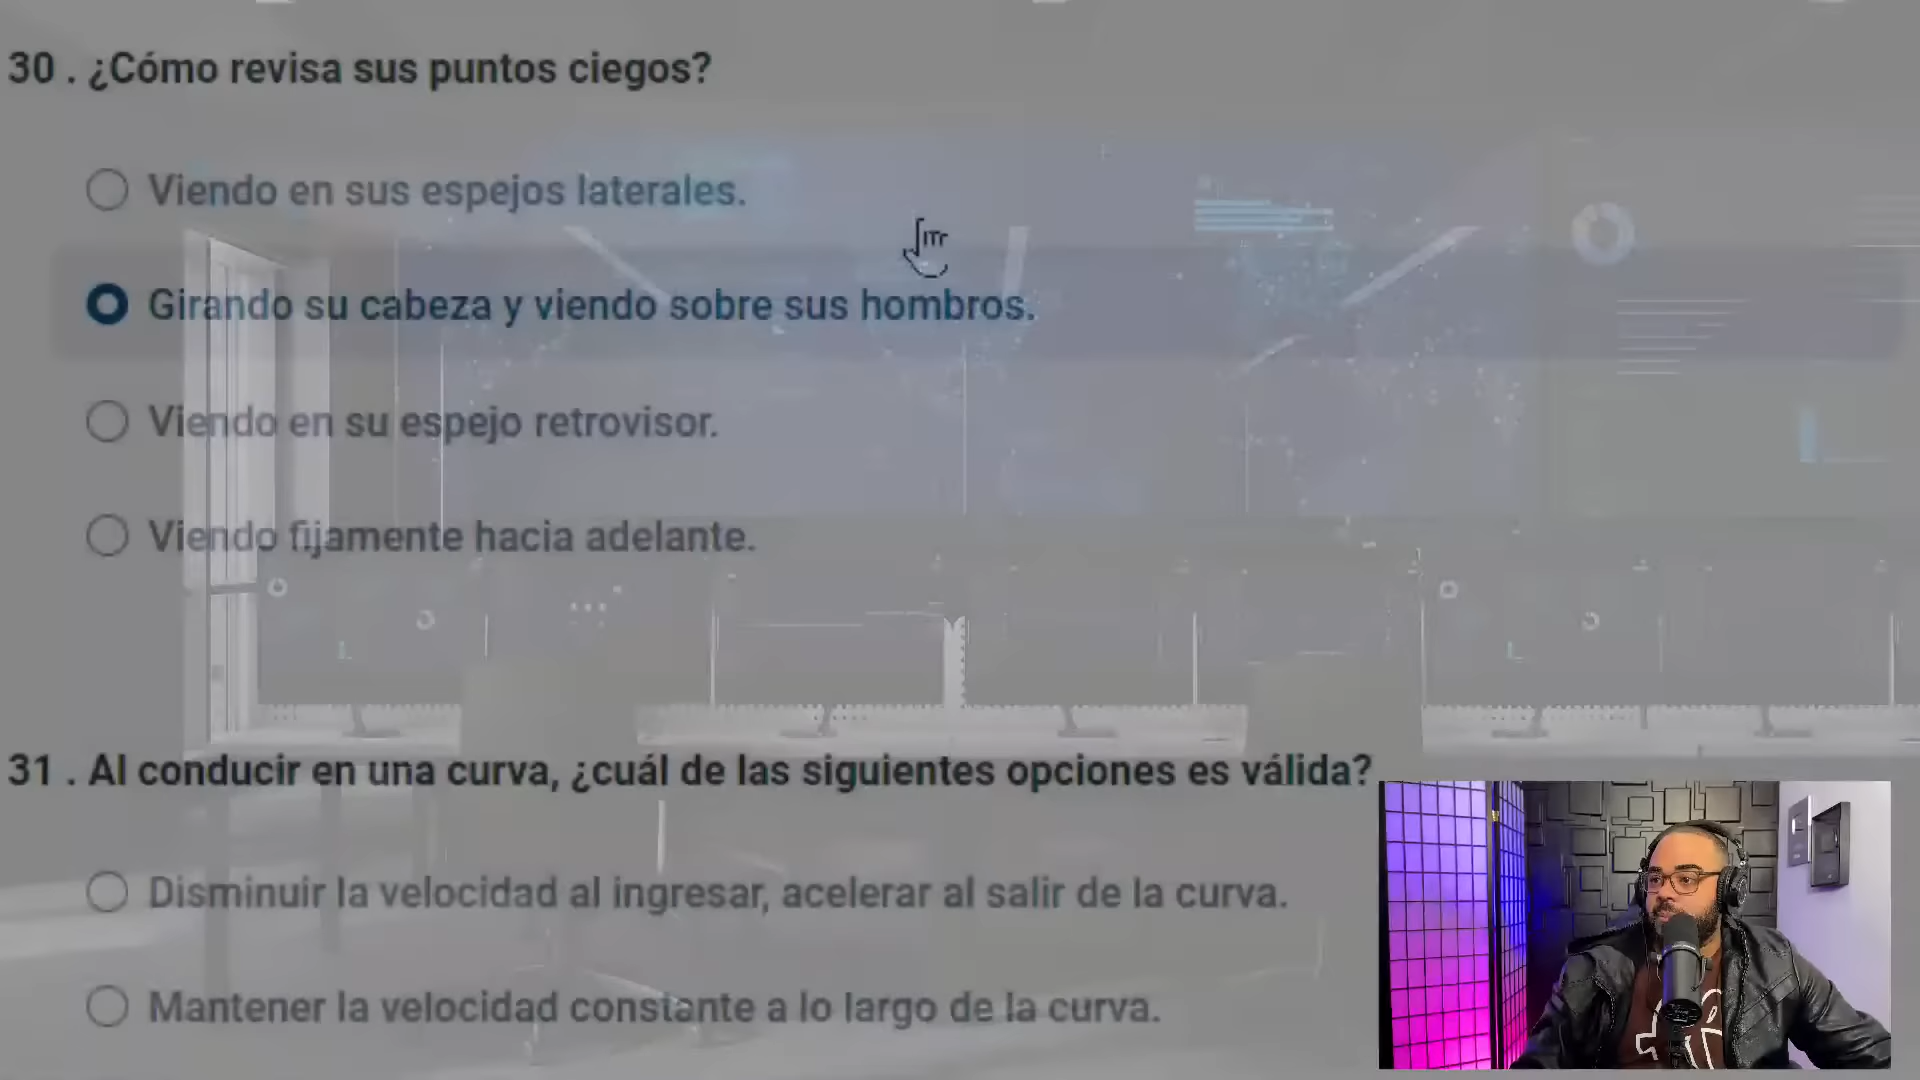 30 . ¿Cómo revisa sus puntos ciegos?
Viendo en sus espejos laterales.
Girando su cabeza y viendo sobre sus hombros.
Viendo en su espejo retrovisor.
Viendo fijamente hacia adelante.
31 . Al conducir en una curva, ¿cuál de las siguientes opciones es válida?
Disminuir la velocidad al ingresar, acelerar al salir de la curva.
Mantener la velocidad constante a lo largo de la curva.